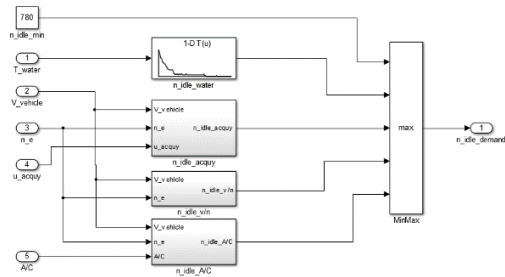 780
n_idle_min
1
T_water
1-D T(u)
n_idle_water
2
V_vehicle
3
n_e
4
u_acquy
V_vehicle
n_e
u_acquy
n_idle_acquy
n_idle_acquy
V_vehicle
n_e
n_idle_v/n
n_idle_v/n
V_vehicle
n_e
A/C
n_idle_A/C
n_idle_A/C
5
A/C
max
MinMax
1
n_idle_demand